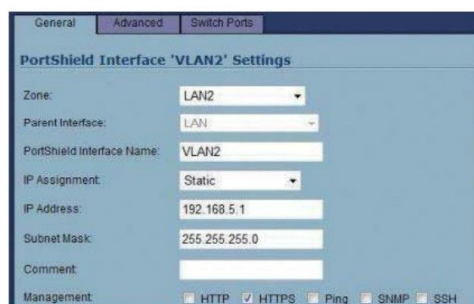 General Advanced Switch Ports
PortShield Interface 'VLAN2' Settings
Zone: LAN2
Parent Interface: LAN
PortShield Interface Name: VLAN2
IP Assignment: Static
IP Address: 192.168.5.1
Subnet Mask: 255.255.255.0
Comment:
Management: HTTP HTTPS Ping SNMP SSH